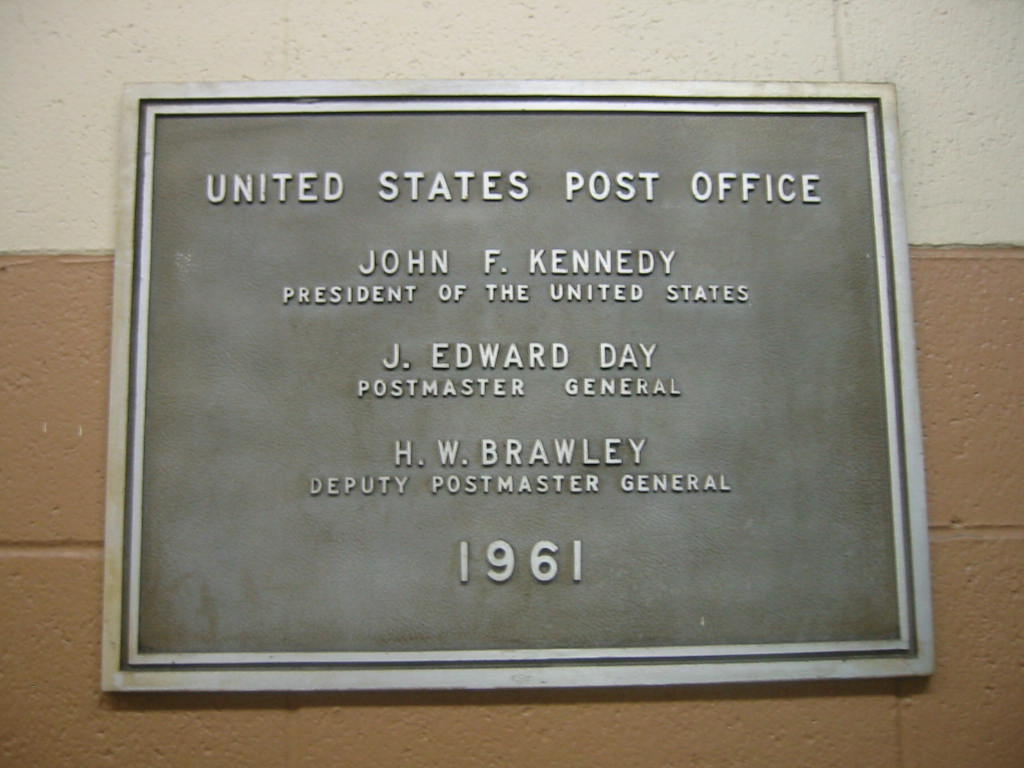 UNITED STATES POST OFFICE
JOHN F. KENNEDY
PRESIDENT OF THE UNITED STATES
J. EDWARD DAY
POSTMASTER GENERAL
H. W. BRAWLEY
DEPUTY POSTMASTER GENERAL
1961